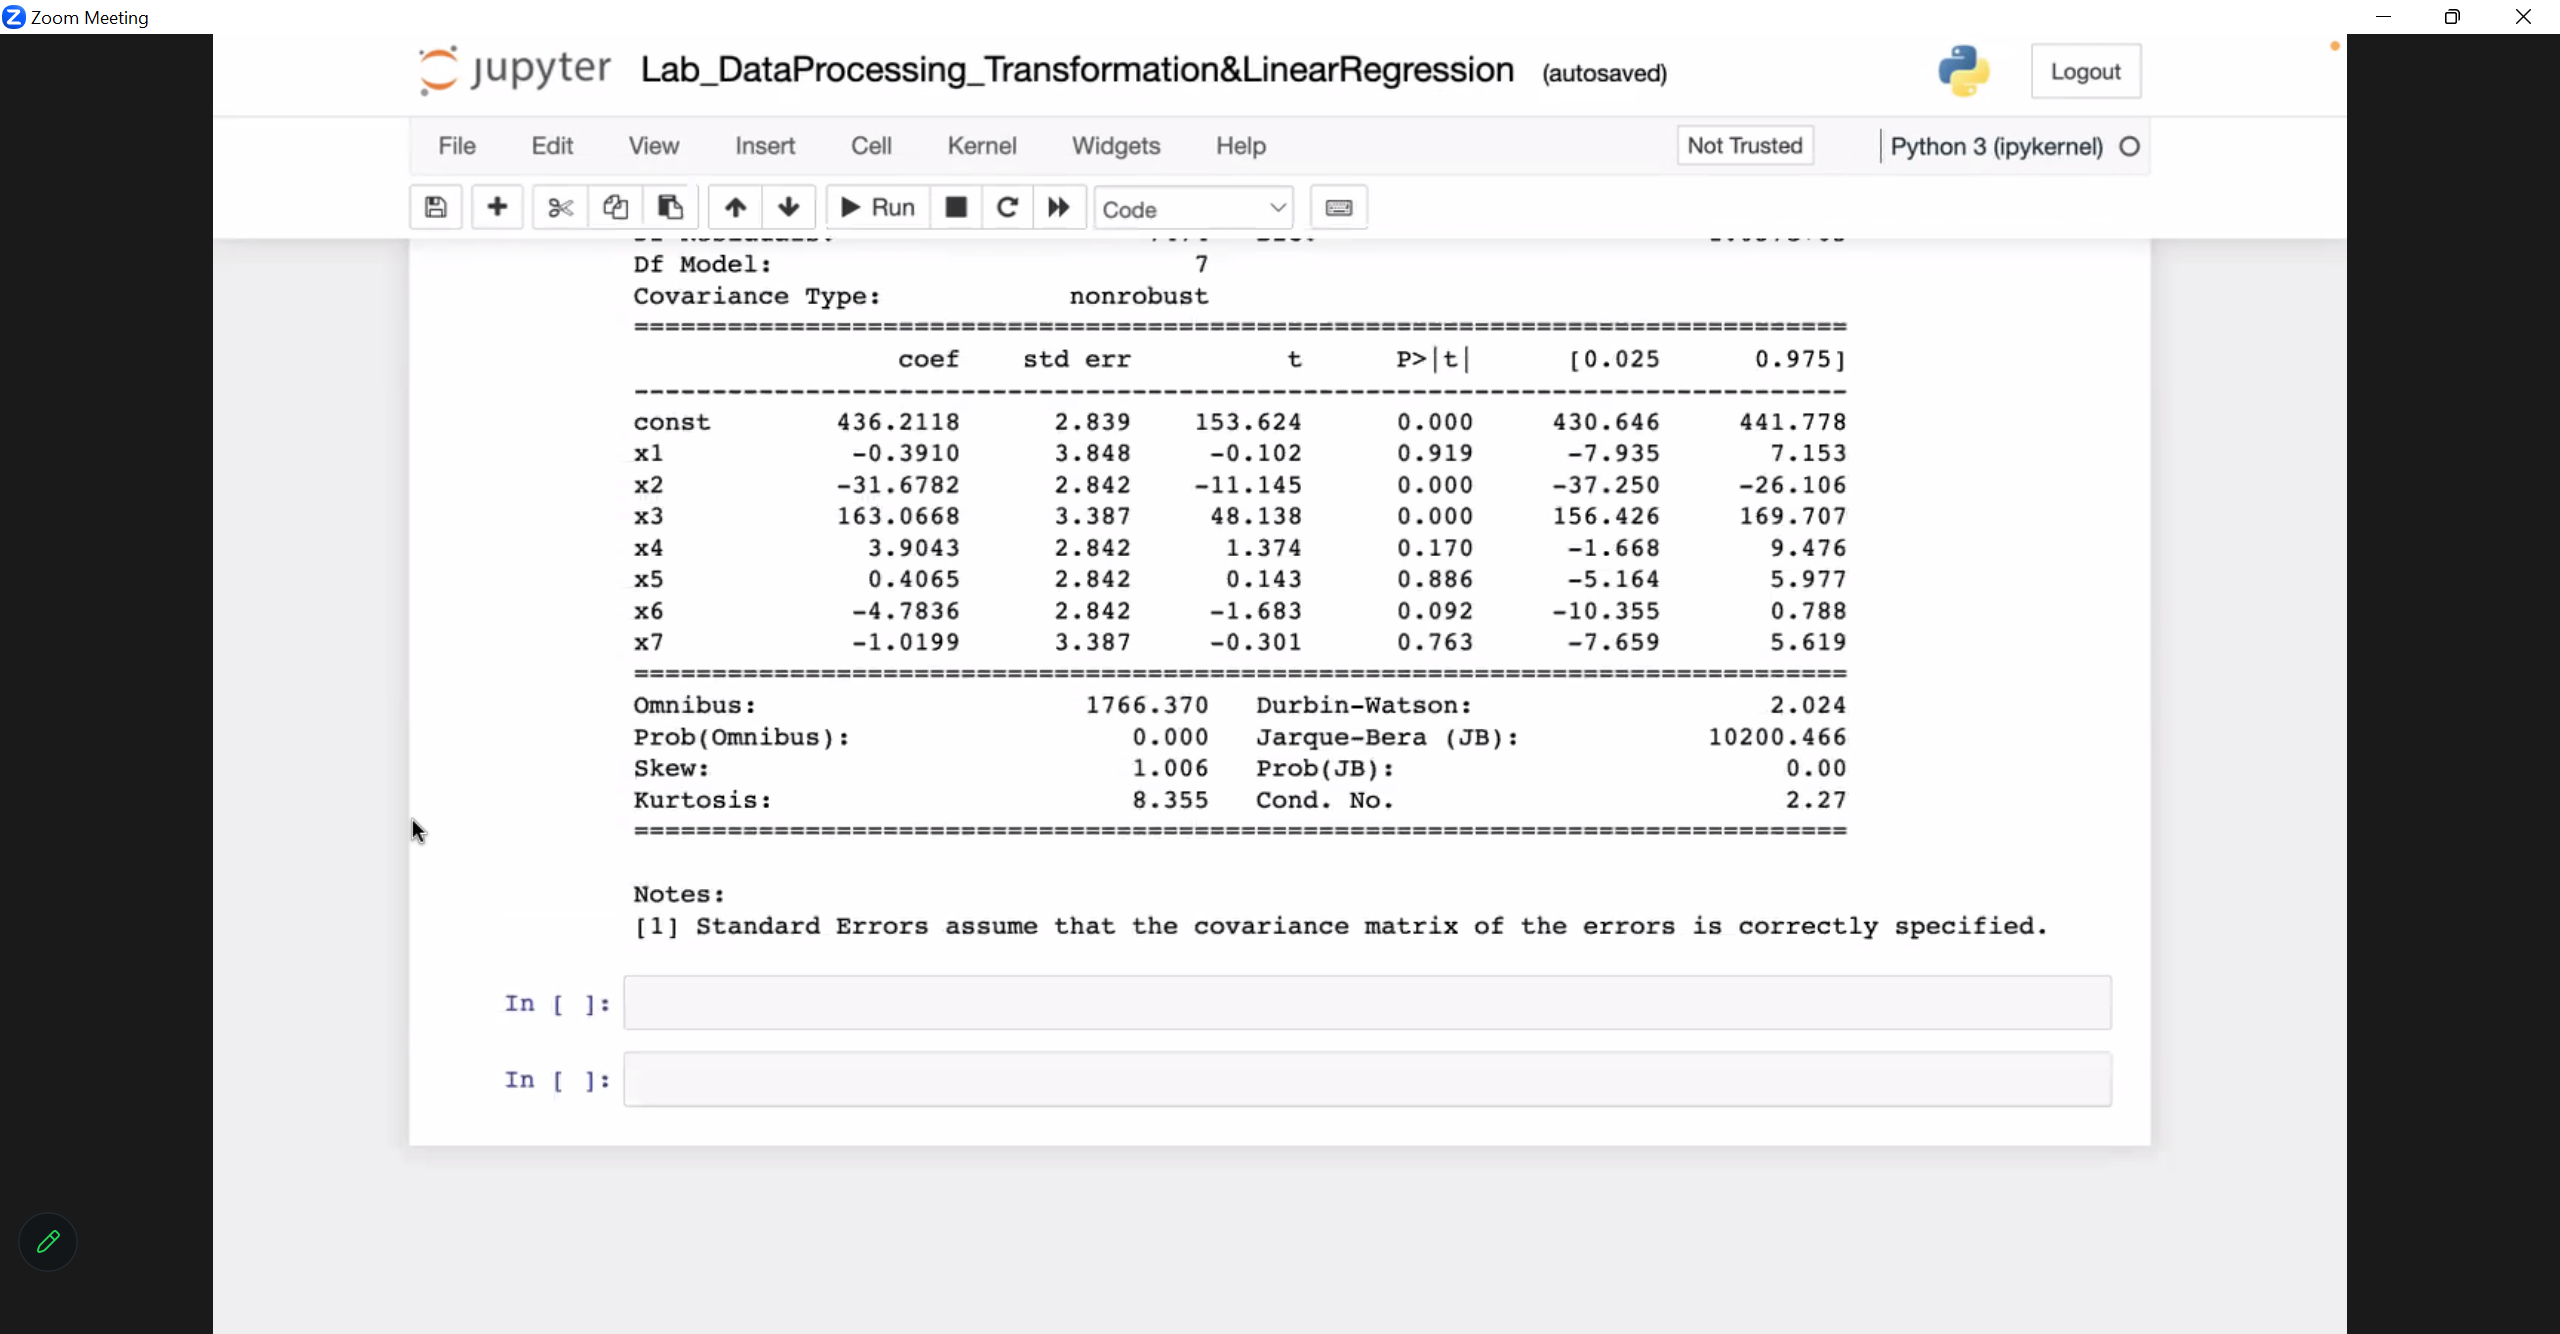 Zoom Meeting
jupyter Lab_DataProcessing_Transformation&LinearRegression (autosaved) Logout
File Edit View Insert Cell Kernel Widgets Help Not Trusted Python 3 (ipykernel)
Run Code
Df Model: 7
Covariance Type: nonrobust
==============================================================================
coef std err t P>|t| [0.025 0.975]
------------------------------------------------------------------------------
const 436.2118 2.839 153.624 0.000 430.646 441.778
x1 -0.3910 3.848 -0.102 0.919 -7.935 7.153
x2 -31.6782 2.842 -11.145 0.000 -37.250 -26.106
x3 163.0668 3.387 48.138 0.000 156.426 169.707
x4 3.9043 2.842 1.374 0.170 -1.668 9.476
x5 0.4065 2.842 0.143 0.886 -5.164 5.977
x6 -4.7836 2.842 -1.683 0.092 -10.355 0.788
x7 -1.0199 3.387 -0.301 0.763 -7.659 5.619
==============================================================================
Omnibus: 1766.370 Durbin-Watson: 2.024
Prob(Omnibus): 0.000 Jarque-Bera (JB): 10200.466
Skew: 1.006 Prob(JB): 0.00
Kurtosis: 8.355 Cond. No. 2.27
==============================================================================
Notes:
[1] Standard Errors assume that the covariance matrix of the errors is correctly specified.
In [ ]:
In [ ]: